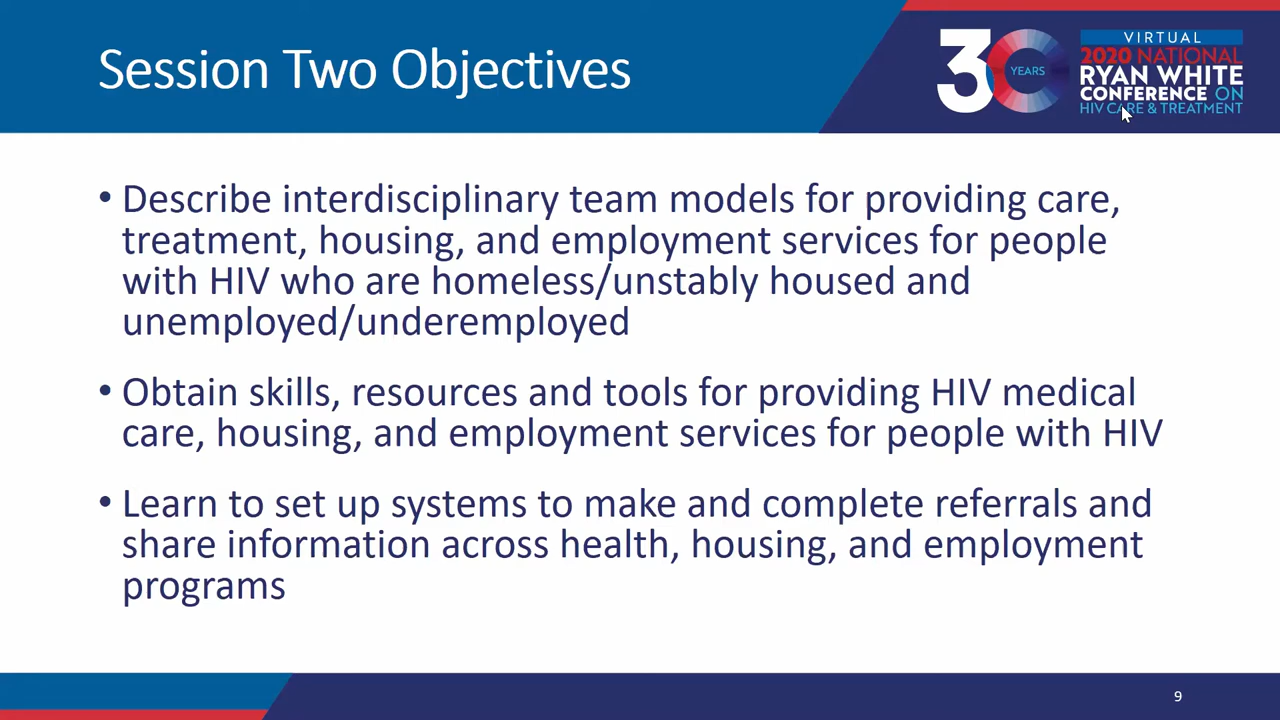 Session Two Objectives
30
YEARS
VIRTUAL
2020 NATIONAL
RYAN WHITE
CONFERENCE ON
HIV CARE & TREATMENT
• Describe interdisciplinary team models for providing care,
treatment, housing, and employment services for people
with HIV who are homeless/unstably housed and
unemployed/underemployed
• Obtain skills, resources and tools for providing HIV medical
care, housing, and employment services for people with HIV
• Learn to set up systems to make and complete referrals and
share information across health, housing, and employment
programs
9